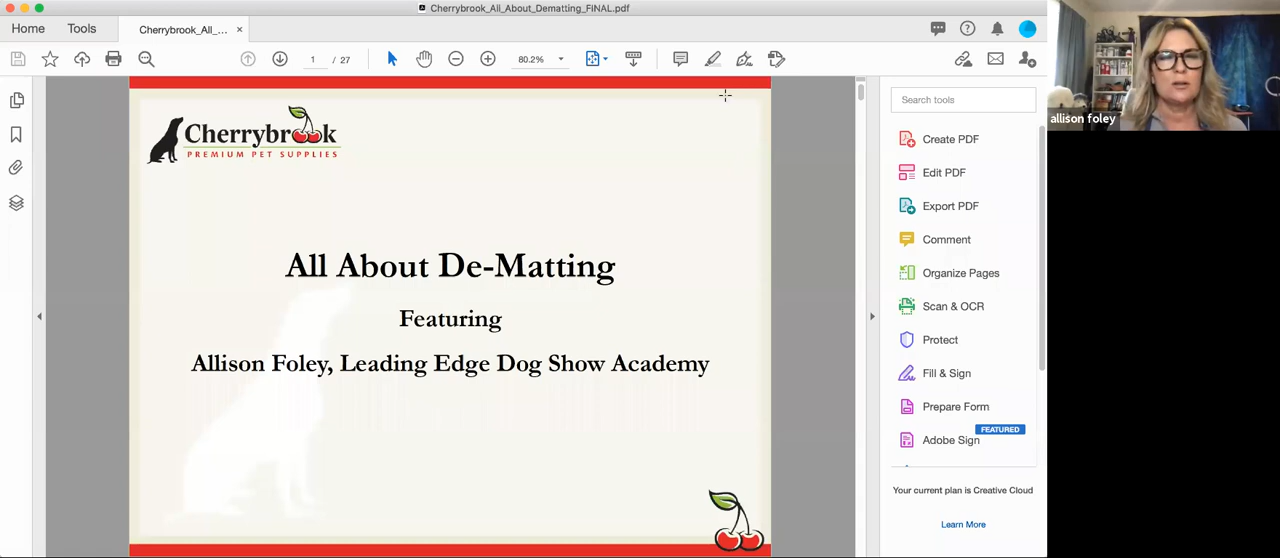 Cherrybrook_All_About_Dematting_FINAL.pdf
Home
Tools
Cherrybrook_All_...
1 / 27
80.2%
Cherrybrook
PREMIUM PET SUPPLIES
All About De-Matting
Featuring
Allison Foley, Leading Edge Dog Show Academy
Search tools
Create PDF
Edit PDF
Export PDF
Comment
Organize Pages
Scan & OCR
Protect
Fill & Sign
Prepare Form
FEATURED
Adobe Sign
Your current plan is Creative Cloud
Learn More
allison foley